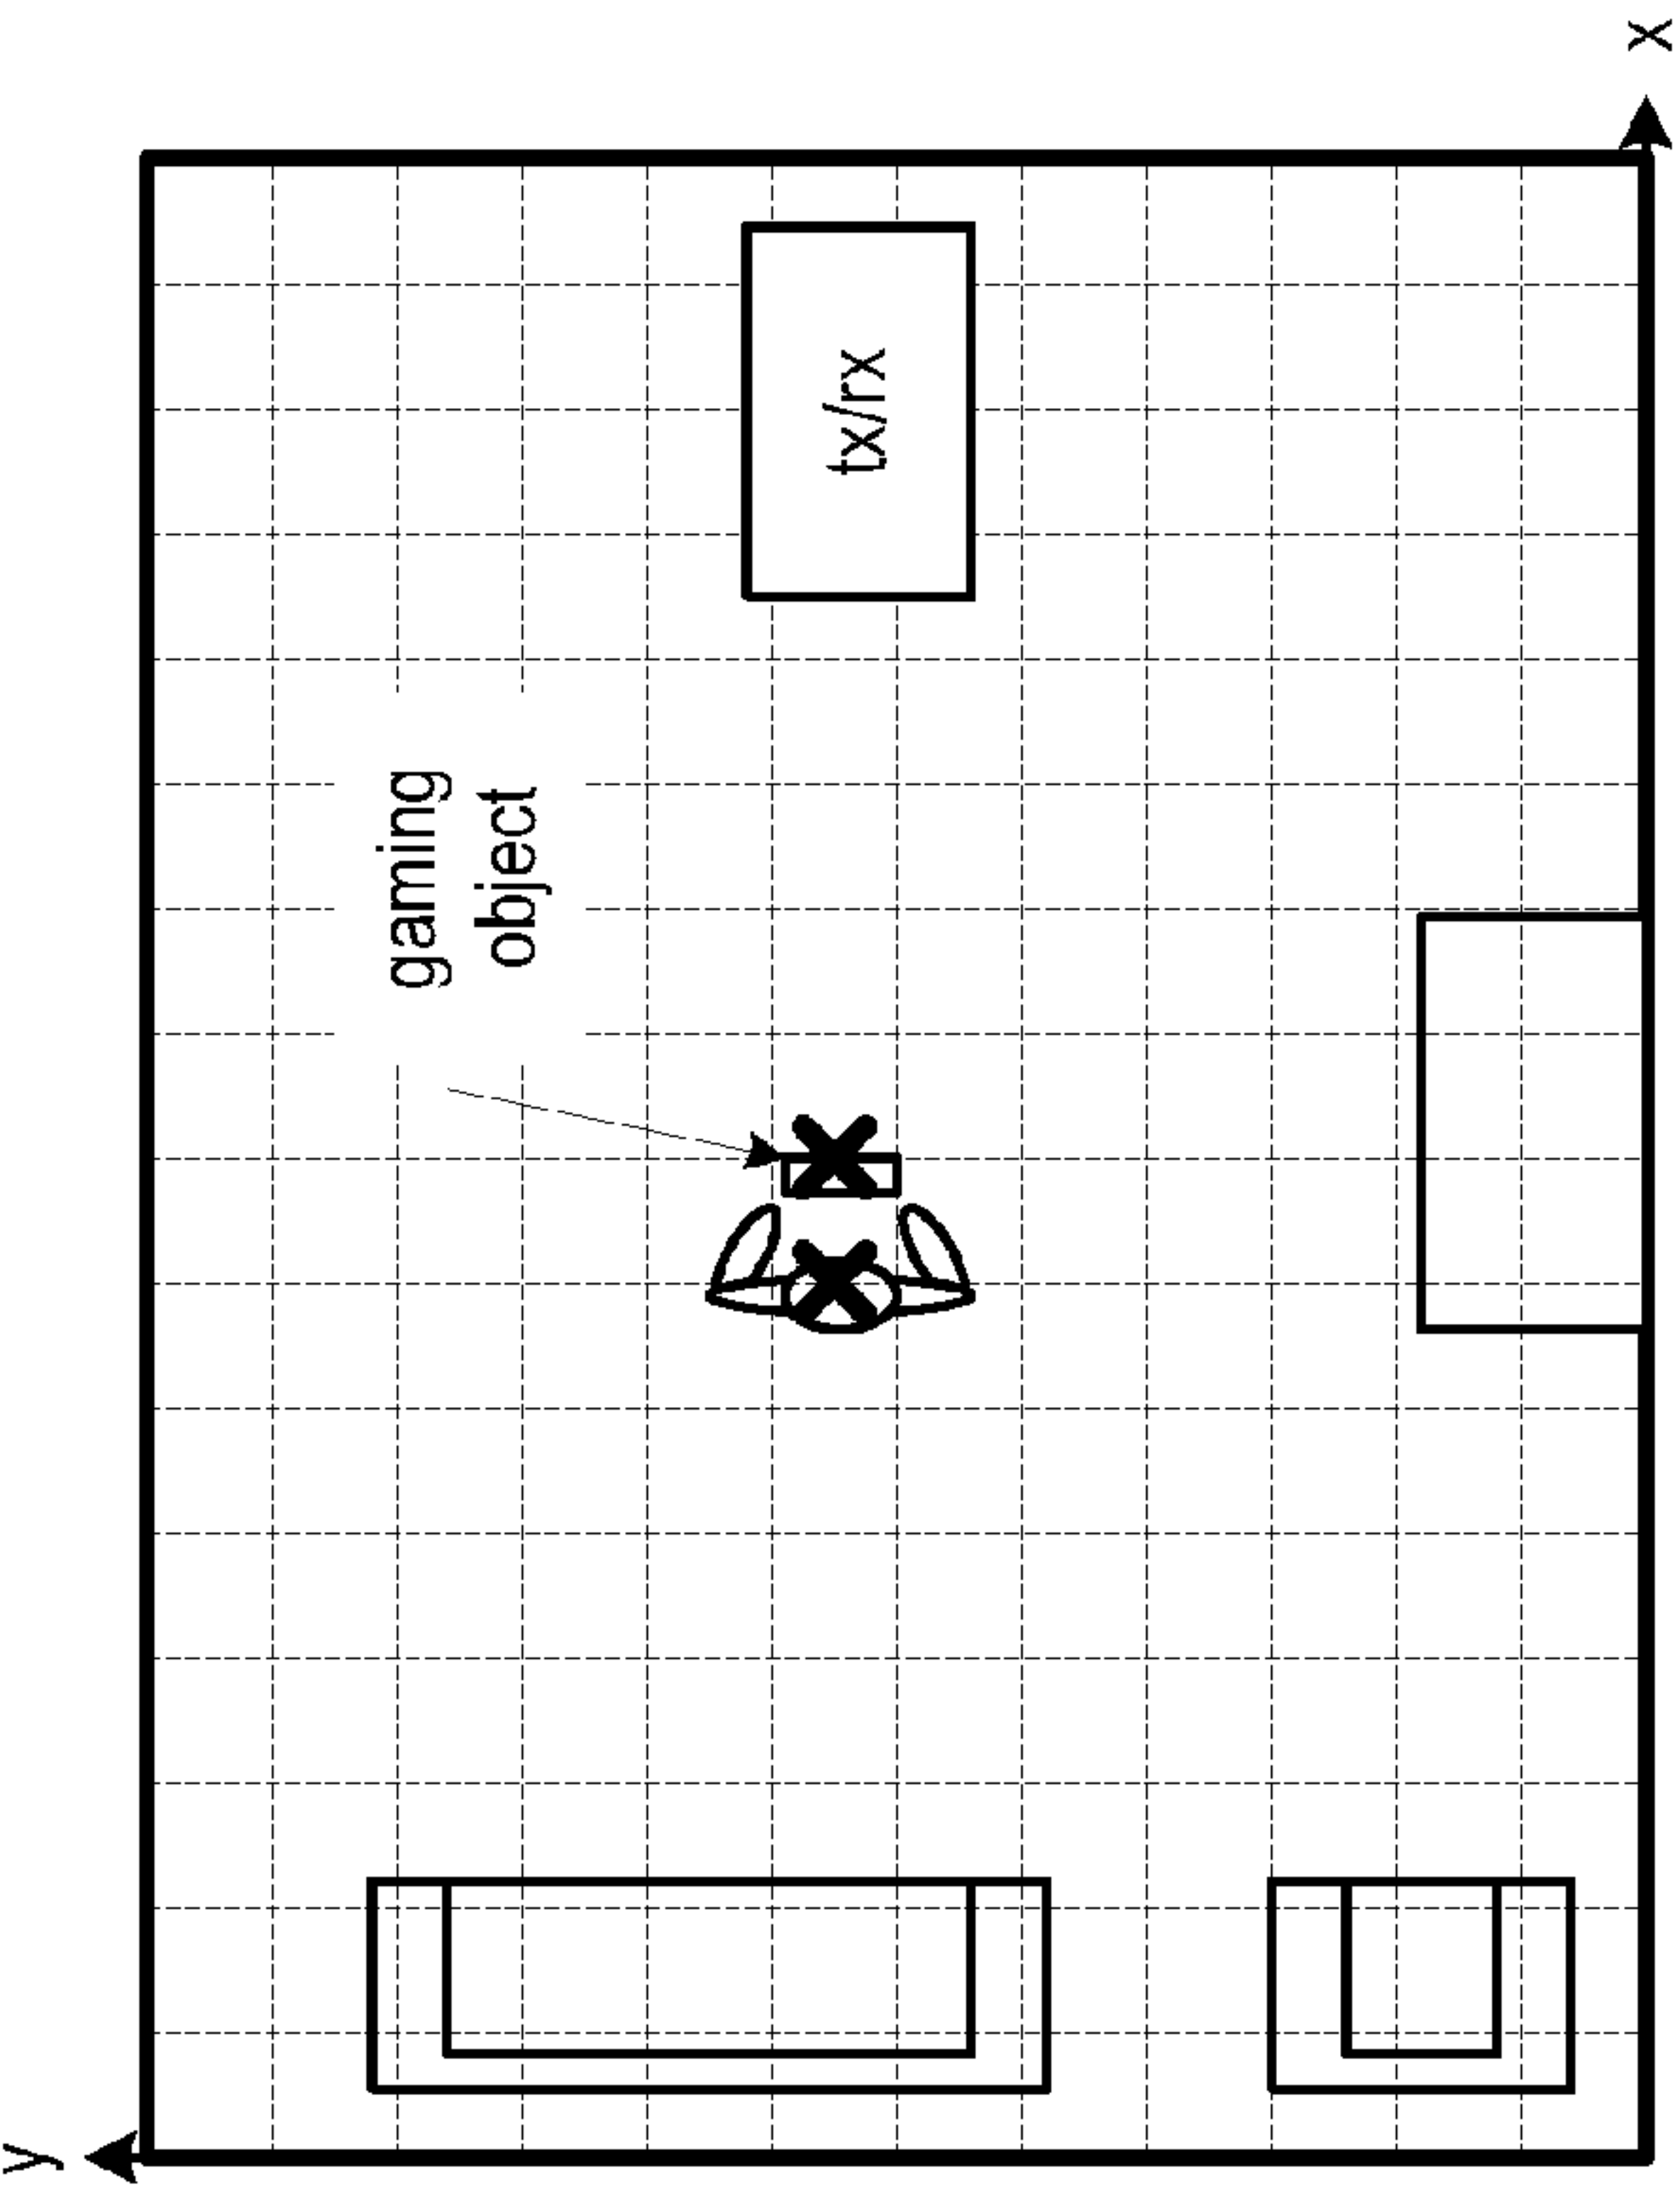 y
gaming
object
tx/rx
x